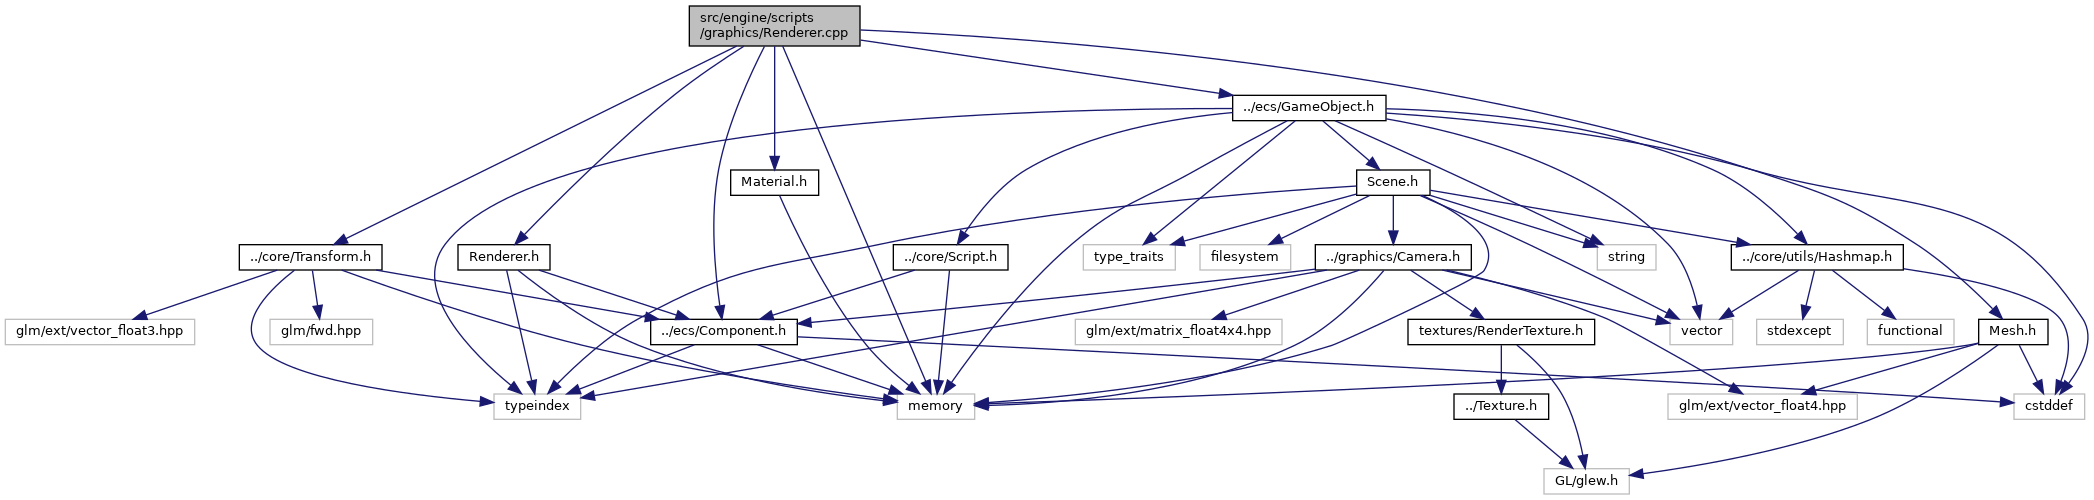 src/engine/scripts
/graphics/Renderer.cpp
../ecs/GameObject.h
Material.h
Scene.h
../core/Transform.h
Renderer.h
../core/Script.h
type_traits
filesystem
../graphics/Camera.h
string
../core/utils/Hashmap.h
glm/ext/vector_float3.hpp
glm/fwd.hpp
../ecs/Component.h
glm/ext/matrix_float4x4.hpp
textures/RenderTexture.h
vector
stdexcept
functional
Mesh.h
typeindex
memory
../Texture.h
glm/ext/vector_float4.hpp
cstddef
GL/glew.h